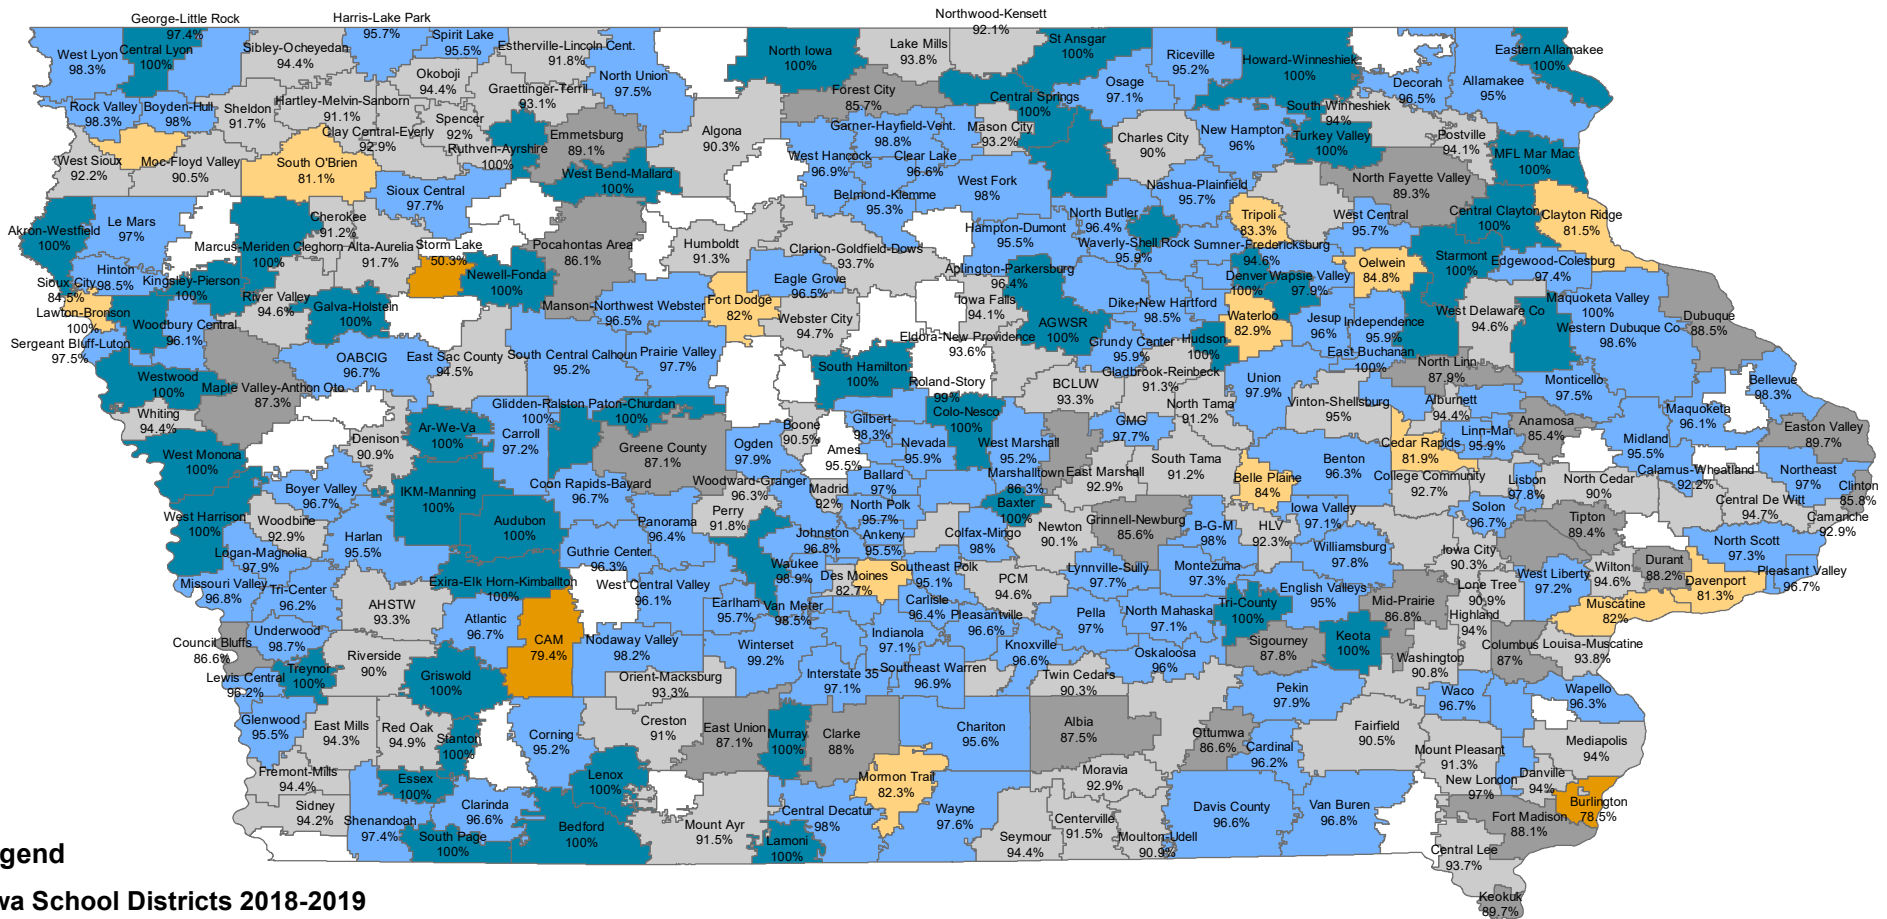 George-Little Rock
97.4%
Harris-Lake Park
95.7%
Northwood-Kensett
92.1%
West Lyon
98.3%
Central Lyon
100%
Sibley-Ocheyedan
94.4%
Spirit Lake
95.5%
Estherville-Lincoln Cent.
91.8%
Okoboji
94.4%
Graettinger-Terril
93.1%
North Union
97.5%
North Iowa
100%
Lake Mills
93.8%
St Ansgar
100%
Riceville
95.2%
Howard-Winneshiek
100%
Decorah
96.5%
Allamakee
95%
Eastern Allamakee
100%
Rock Valley
98.3%
Boyden-Hull
98%
Sheldon
91.7%
Hartley-Melvin-Sanborn
91.1%
Spencer
92%
Clay Central-Everly
92.9%
Ruthven-Ayrshire
100%
Emmetsburg
89.1%
Algona
90.3%
Forest City
85.7%
Central Springs
100%
Osage
97.1%
Garner-Hayfield-Vent.
98.8%
Mason City
93.2%
Charles City
90%
New Hampton
96%
South Winneshiek
94%
Turkey Valley
100%
Postville
94.1%
MFL Mar Mac
100%
West Sioux
92.2%
Moc-Floyd Valley
90.5%
South O'Brien
81.1%
Sioux Central
97.7%
West Bend-Mallard
100%
West Hancock
96.9%
Clear Lake
96.6%
Belmond-Klemme
95.3%
West Fork
98%
Nashua-Plainfield
95.7%
North Fayette Valley
89.3%
Akron-Westfield
100%
Le Mars
97%
Cherokee
91.2%
Marcus-Meriden Cleghorn
100%
Alta-Aurelia
91.7%
Storm Lake
50.3%
Newell-Fonda
100%
Pocahontas Area
86.1%
Humboldt
91.3%
Clarion-Goldfield-Dows
93.7%
Hampton-Dumont
95.5%
North Butler
96.4%
Waverly-Shell Rock
95.9%
Tripoli
83.3%
Sumner-Fredericksburg
94.6%
West Central
95.7%
Central Clayton
100%
Clayton Ridge
81.5%
Hinton
98.5%
Sioux City
84.5%
Kingsley-Pierson
100%
River Valley
94.6%
Galva-Holstein
100%
Manson-Northwest Webster
96.5%
Fort Dodge
82%
Eagle Grove
96.5%
Webster City
94.7%
Aplington-Parkersburg
96.4%
Iowa Falls
94.1%
AGWSR
100%
Dike-New Hartford
98.5%
Denver
100%
Wapsie Valley
97.9%
Oelwein
84.8%
Starmont
100%
Edgewood-Colesburg
97.4%
Lawton-Bronson
100%
Woodbury Central
96.1%
Sergeant Bluff-Luton
97.5%
OABCIG
96.7%
East Sac County
94.5%
South Central Calhoun
95.2%
Prairie Valley
97.7%
Eldora-New Providence
93.6%
Grundy Center
95.9%
Hudson
100%
Waterloo
82.9%
Jesup
96%
Independence
95.9%
East Buchanan
100%
West Delaware Co
94.6%
Maquoketa Valley
100%
Western Dubuque Co
98.6%
Dubuque
88.5%
Westwood
100%
Maple Valley-Anthon Oto
87.3%
Whiting
94.4%
South Hamilton
100%
Roland-Story
99%
BCLUW
93.3%
Gladbrook-Reinbeck
91.3%
North Tama
91.2%
Union
97.9%
Vinton-Shellsburg
95%
North Linn
87.9%
Alburnett
94.4%
Monticello
97.5%
Bellevue
98.3%
Maquoketa
96.1%
Denison
90.9%
Ar-We-Va
100%
Glidden-Ralston
100%
Carroll
97.2%
Paton-Churdan
100%
Greene County
87.1%
Ogden
97.9%
Boone
90.5%
Gilbert
98.3%
Ames
95.5%
Nevada
95.9%
Colo-Nesco
100%
West Marshall
95.2%
Marshalltown
86.3%
GMG
97.7%
East Marshall
92.9%
South Tama
91.2%
Belle Plaine
84%
Benton
96.3%
Cedar Rapids
81.9%
Linn-Mar
95.9%
Anamosa
85.4%
Midland
95.5%
Easton Valley
89.7%
West Monona
100%
IKM-Manning
100%
Coon Rapids-Bayard
96.7%
Woodward-Granger
96.3%
Ballard
97%
Madrid
92%
North Polk
95.7%
College Community
92.7%
Lisbon
97.8%
North Cedar
90%
Calamus-Wheatland
92.2%
Northeast
97%
Clinton
85.8%
Central De Witt
94.7%
Camanche
92.9%
Boyer Valley
96.7%
West Harrison
100%
Woodbine
92.9%
Audubon
100%
Panorama
96.4%
Perry
91.8%
Johnston
96.8%
Ankeny
95.5%
Baxter
100%
Colfax-Mingo
98%
Newton
90.1%
Grinnell-Newburg
85.6%
B-G-M
98%
HLV
92.3%
Iowa Valley
97.1%
Solon
96.7%
Tipton
89.4%
North Scott
97.3%
Logan-Magnolia
97.9%
Harlan
95.5%
Guthrie Center
96.3%
Waukee
98.9%
Des Moines
82.7%
Southeast Polk
95.1%
PCM
94.6%
Lynnville-Sully
97.7%
Montezuma
97.3%
Williamsburg
97.8%
Iowa City
90.3%
West Liberty
97.2%
Wilton
94.6%
Durant
88.2%
Davenport
81.3%
Pleasant Valley
96.7%
Missouri Valley
96.8%
Tri-Center
96.2%
AHSTW
93.3%
Exira-Elk Horn-Kimballton
100%
West Central Valley
96.1%
Earlham
95.7%
Van Meter
98.5%
Carlisle
96.4%
Pleasantville
96.6%
Pella
97%
North Mahaska
97.1%
Tri-County
100%
English Valleys
95%
Mid-Prairie
86.8%
Lone Tree
90.9%
Highland
94%
Muscatine
82%
Council Bluffs
86.6%
Underwood
98.7%
Atlantic
96.7%
CAM
79.4%
Nodaway Valley
98.2%
Winterset
99.2%
Indianola
97.1%
Knoxville
96.6%
Oskaloosa
96%
Sigourney
87.8%
Keota
100%
Washington
90.8%
Columbus
87%
Louisa-Muscatine
93.8%
Lewis Central
96.2%
Treynor
100%
Riverside
90%
Griswold
100%
Orient-Macksburg
93.3%
Interstate 35
97.1%
Southeast Warren
96.9%
Twin Cedars
90.3%
Pekin
97.9%
Waco
96.7%
Wapello
96.3%
Glenwood
95.5%
East Mills
94.3%
Red Oak
94.9%
Stanton
100%
Corning
95.2%
Creston
91%
East Union
87.1%
Murray
100%
Clarke
88%
Chariton
95.6%
Albia
87.5%
Ottumwa
86.6%
Cardinal
96.2%
Fairfield
90.5%
Mount Pleasant
91.3%
Mediapolis
94%
Fremont-Mills
94.4%
Essex
100%
Lenox
100%
Mormon Trail
82.3%
Moravia
92.9%
New London
97%
Danville
94%
Burlington
78.5%
Sidney
94.2%
Shenandoah
97.4%
Clarinda
96.6%
South Page
100%
Bedford
100%
Mount Ayr
91.5%
Central Decatur
98%
Lamoni
100%
Wayne
97.6%
Seymour
94.4%
Centerville
91.5%
Moulton-Udell
90.9%
Davis County
96.6%
Van Buren
96.8%
Fort Madison
88.1%
Central Lee
93.7%
Keokuk
89.7%
gend
wa School Districts 2018-2019